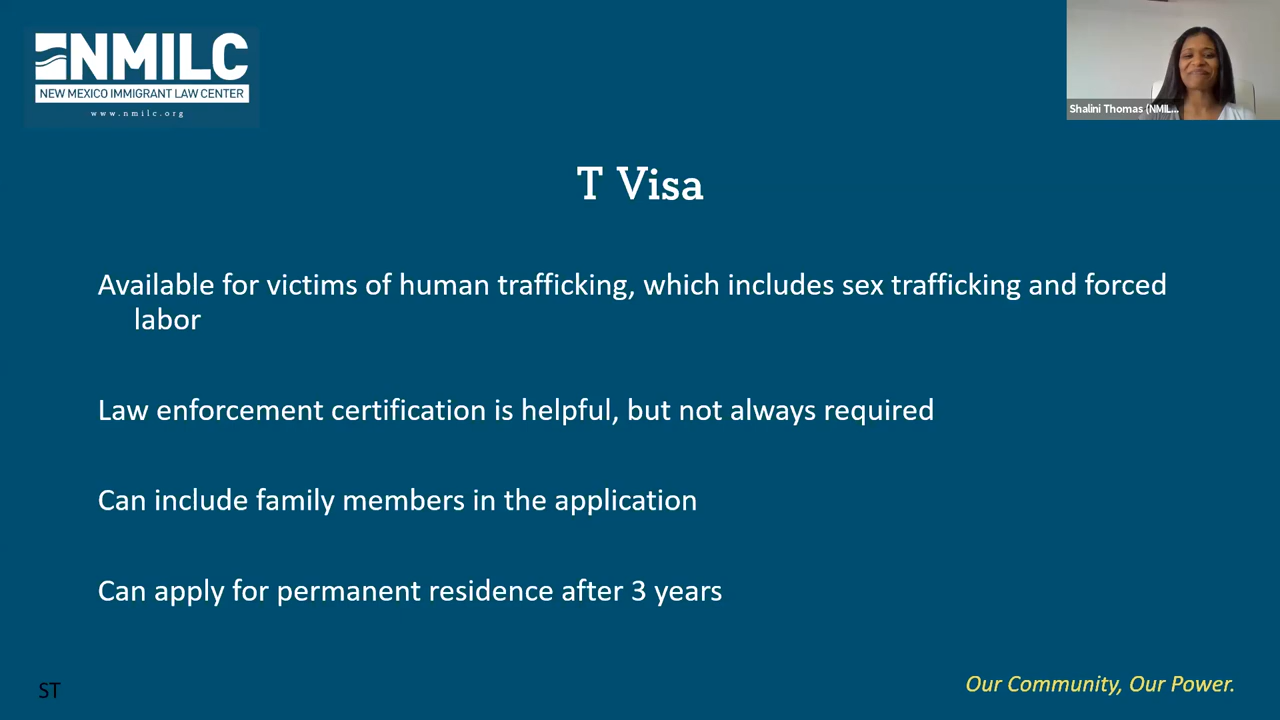 NMILC
NEW MEXICO IMMIGRANT LAW CENTER
www.nmilc.org
Shalini Thomas (NMIL...
T Visa
Available for victims of human trafficking, which includes sex trafficking and forced
labor
Law enforcement certification is helpful, but not always required
Can include family members in the application
Can apply for permanent residence after 3 years
ST
Our Community, Our Power.